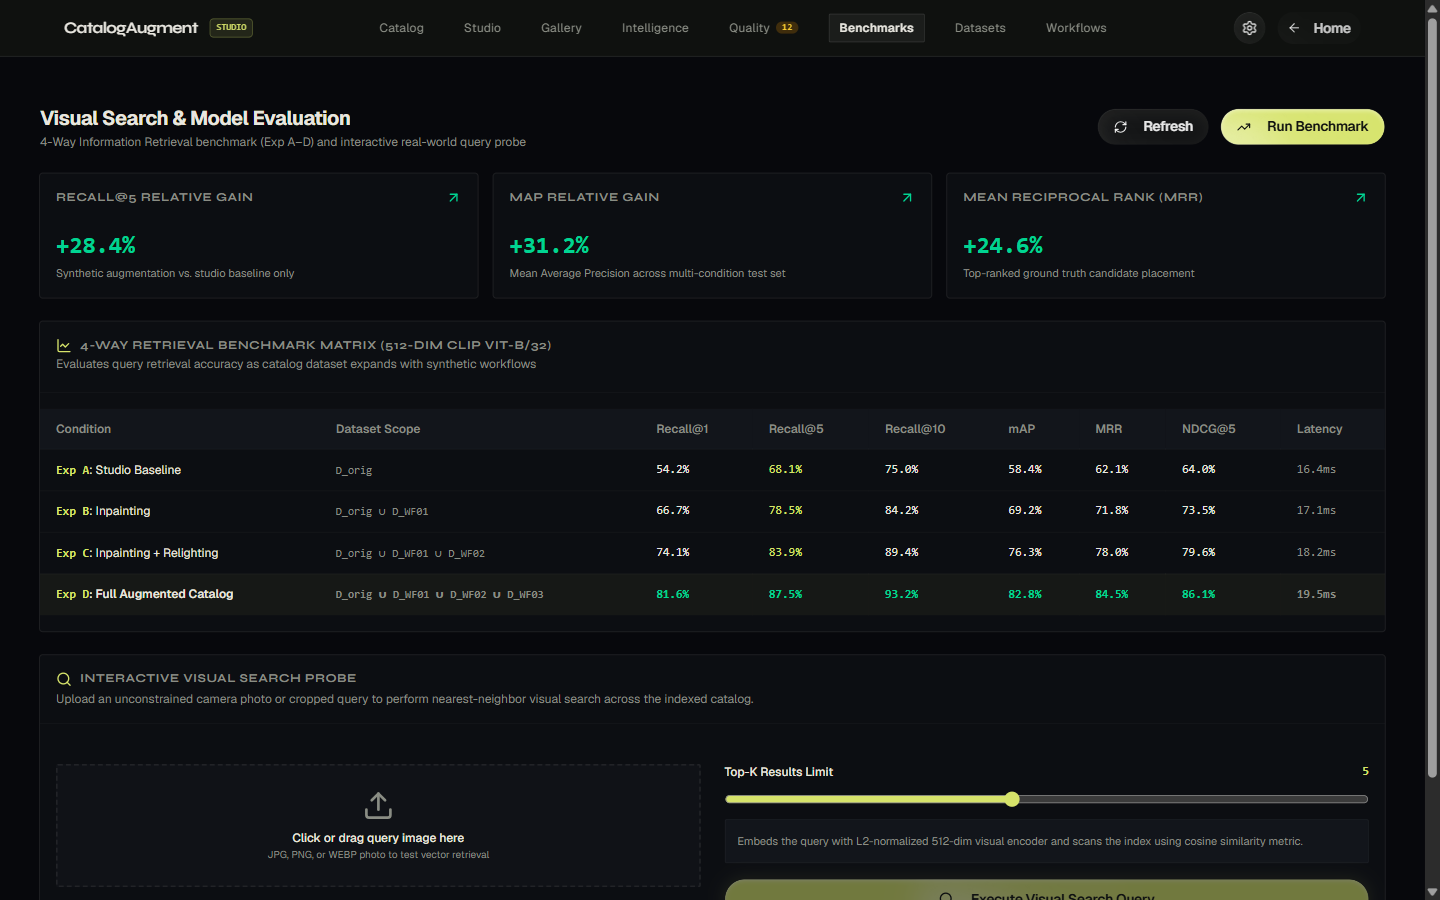 CatalogAugment STUDIO Catalog Studio Gallery Intelligence Quality 12 Benchmarks Datasets Workflows Home
Visual Search & Model Evaluation
4-Way Information Retrieval benchmark (Exp A–D) and interactive real-world query probe
Refresh Run Benchmark
RECALL@5 RELATIVE GAIN
+28.4%
Synthetic augmentation vs. studio baseline only
MAP RELATIVE GAIN
+31.2%
Mean Average Precision across multi-condition test set
MEAN RECIPROCAL RANK (MRR)
+24.6%
Top-ranked ground truth candidate placement
4-WAY RETRIEVAL BENCHMARK MATRIX (512-DIM CLIP VIT-B/32)
Evaluates query retrieval accuracy as catalog dataset expands with synthetic workflows
Condition Dataset Scope Recall@1 Recall@5 Recall@10 mAP MRR NDCG@5 Latency
Exp A: Studio Baseline D_orig 54.2% 68.1% 75.0% 58.4% 62.1% 64.0% 16.4ms
Exp B: Inpainting D_orig ∪ D_WF01 66.7% 78.5% 84.2% 69.2% 71.8% 73.5% 17.1ms
Exp C: Inpainting + Relighting D_orig ∪ D_WF01 ∪ D_WF02 74.1% 83.9% 89.4% 76.3% 78.0% 79.6% 18.2ms
Exp D: Full Augmented Catalog D_orig ∪ D_WF01 ∪ D_WF02 ∪ D_WF03 81.6% 87.5% 93.2% 82.8% 84.5% 86.1% 19.5ms
INTERACTIVE VISUAL SEARCH PROBE
Upload an unconstrained camera photo or cropped query to perform nearest-neighbor visual search across the indexed catalog.
Click or drag query image here
JPG, PNG, or WEBP photo to test vector retrieval
Top-K Results Limit 5
Embeds the query with L2-normalized 512-dim visual encoder and scans the index using cosine similarity metric.
Execute Visual Search Query